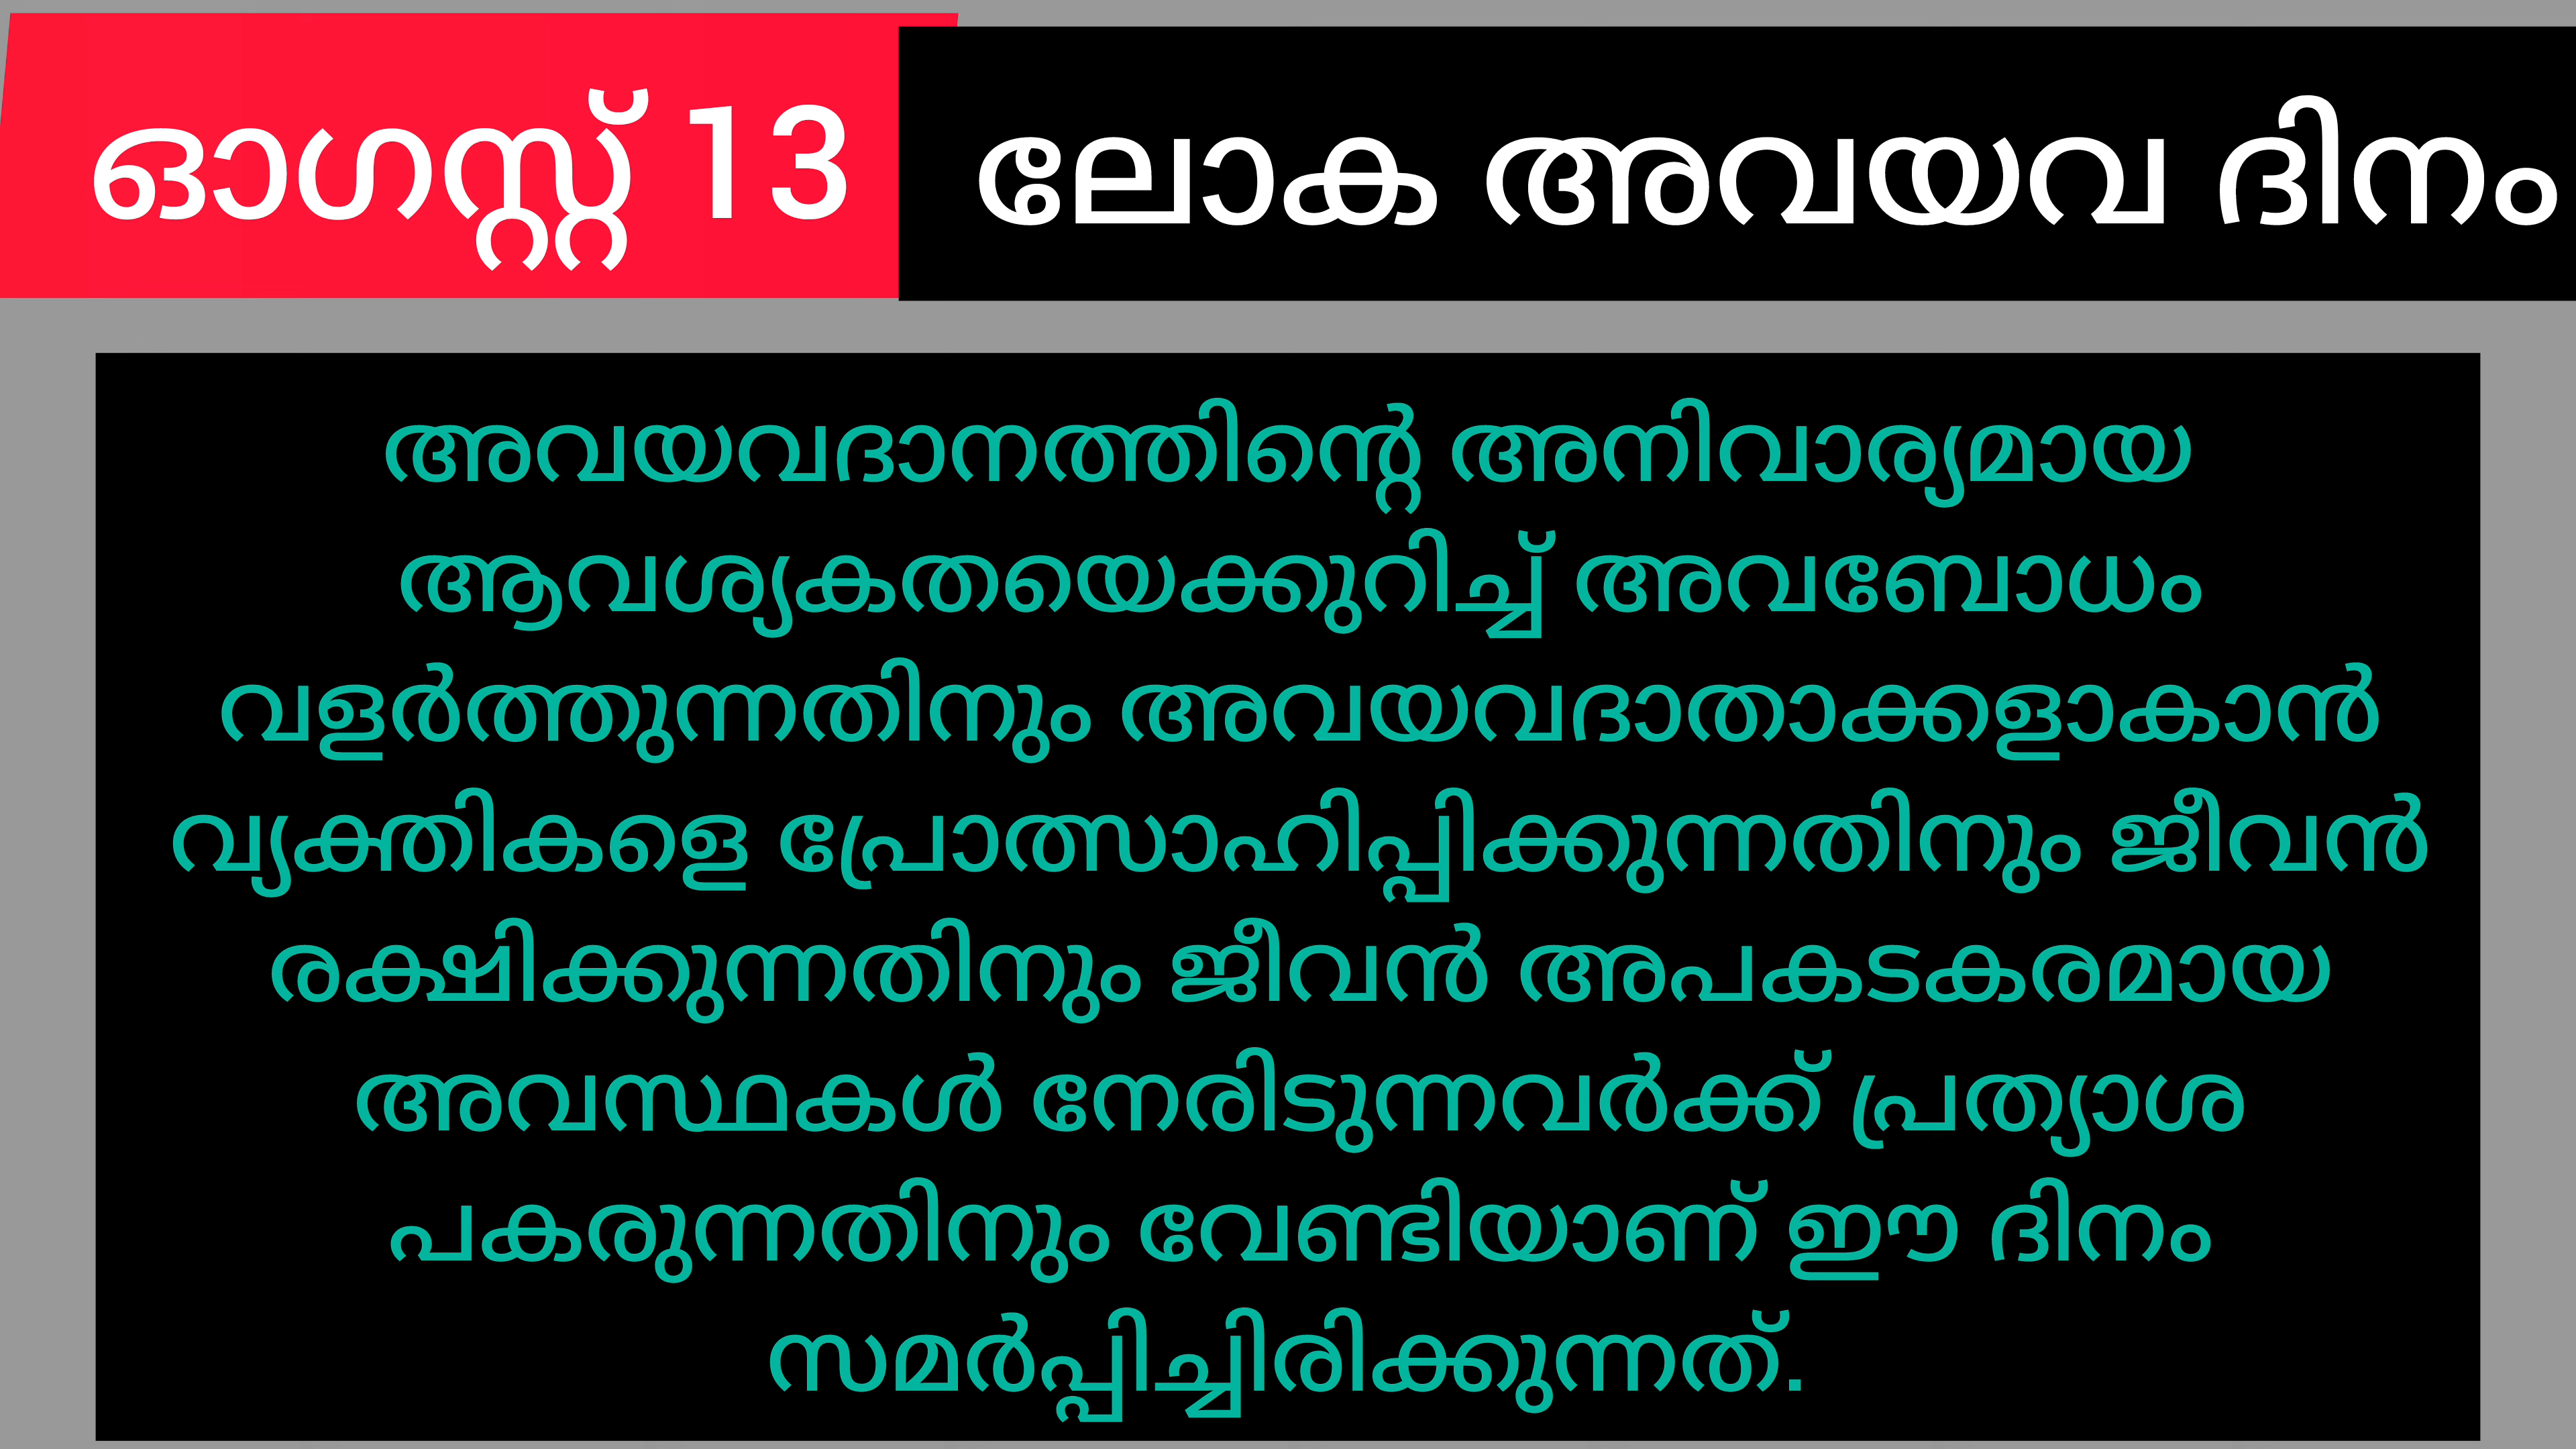 ഓഗസ്റ്റ് 13 ലോക അവയവ ദിനം
അവയവദാനത്തിന്റെ അനിവാര്യമായ
ആവശ്യകതയെക്കുറിച്ച് അവബോധം
വളർത്തുന്നതിനും അവയവദാതാക്കളാകാൻ
വ്യക്തികളെ പ്രോത്സാഹിപ്പിക്കുന്നതിനും ജീവൻ
രക്ഷിക്കുന്നതിനും ജീവൻ അപകടകരമായ
അവസ്ഥകൾ നേരിടുന്നവർക്ക് പ്രത്യാശ
പകരുന്നതിനും വേണ്ടിയാണ് ഈ ദിനം
സമർപ്പിച്ചിരിക്കുന്നത്.